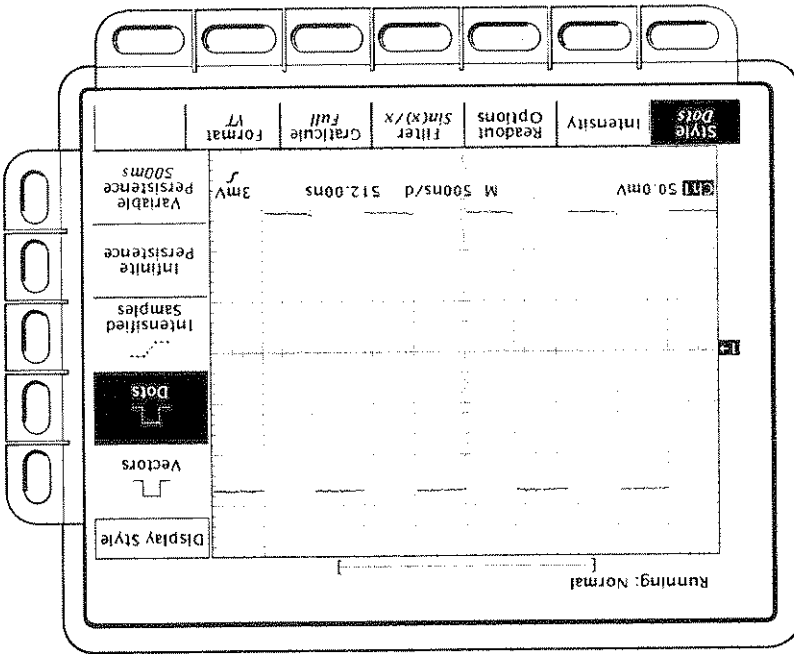 Running: Normal
[ ]
Display Style
Vectors
Dots
Intensified
Samples
Infinite
Persistence
Variable
Persistence
500ms
1→
Ch1 50.0mV M 500ns/d 512.00ns 3mV
Style
Dots
Intensity
Readout
Options
Filter
Sin(x)/x
Graticule
Full
Format
YT